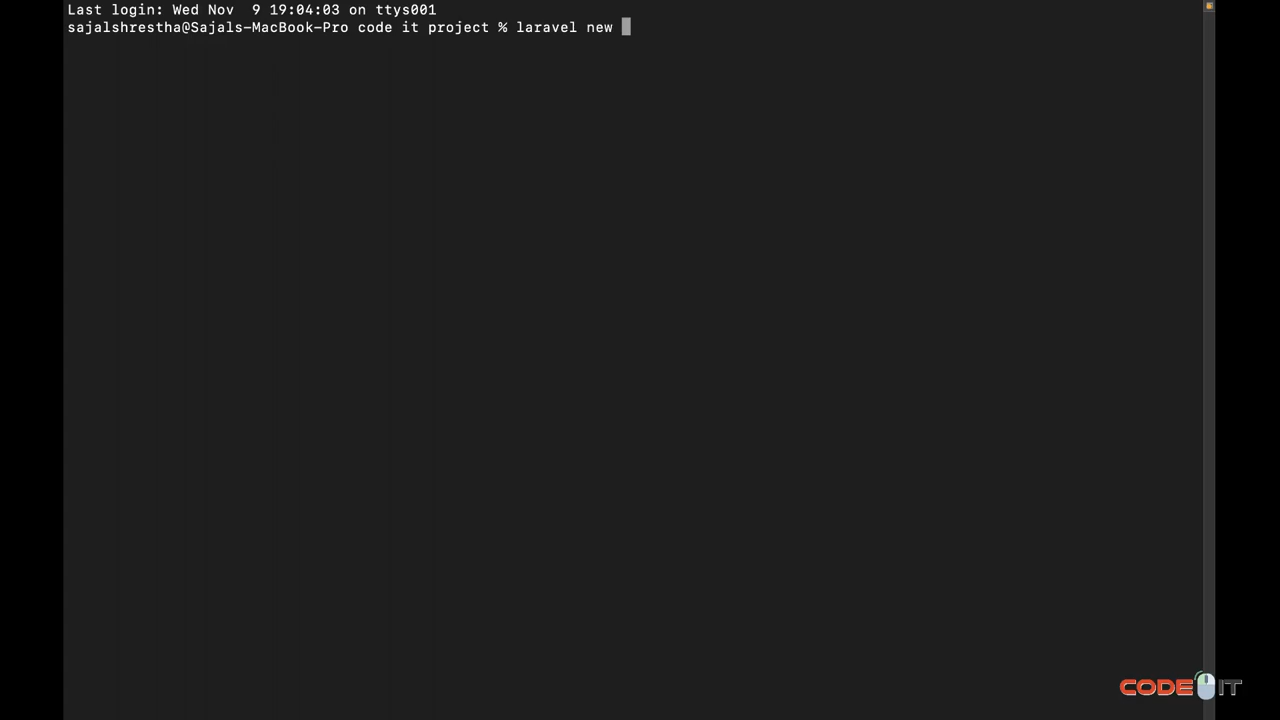 Last login: Wed Nov  9 19:04:03 on ttys001
sajalshrestha@Sajals-MacBook-Pro code it project % laravel new
CODE IT